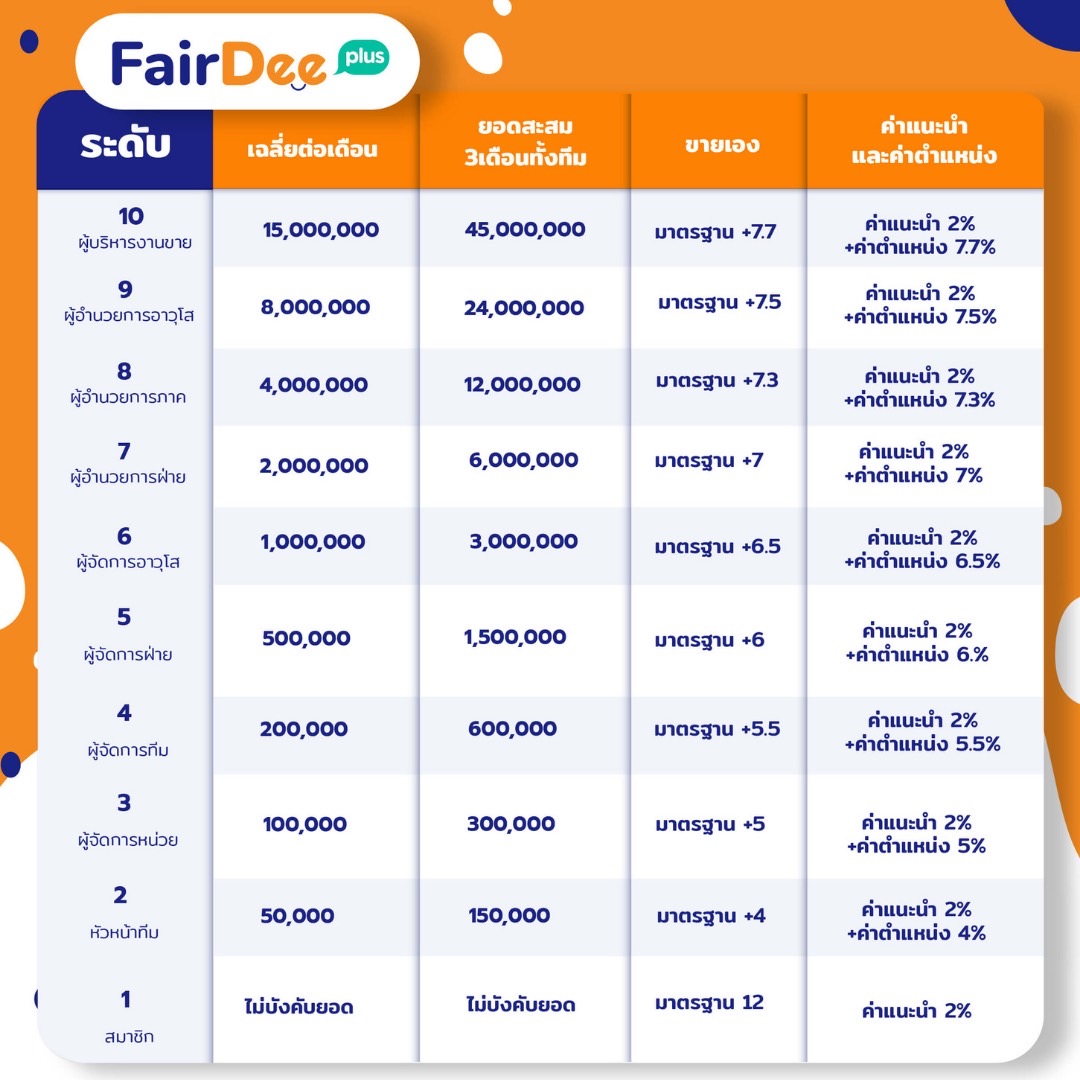 FairDee plus
ระดับ
เฉลี่ยต่อเดือน
ยอดสะสม
3เดือนทั้งทีม
ขายเอง
ค่าแนะนำ
และค่าตำแหน่ง
10
ผู้บริหารงานขาย
15,000,000
45,000,000
มาตรฐาน +7.7
ค่าแนะนำ 2%
+ค่าตำแหน่ง 7.7%
9
ผู้อำนวยการอาวุโส
8,000,000
24,000,000
มาตรฐาน +7.5
ค่าแนะนำ 2%
+ค่าตำแหน่ง 7.5%
8
ผู้อำนวยการภาค
4,000,000
12,000,000
มาตรฐาน +7.3
ค่าแนะนำ 2%
+ค่าตำแหน่ง 7.3%
7
ผู้อำนวยการฝ่าย
2,000,000
6,000,000
มาตรฐาน +7
ค่าแนะนำ 2%
+ค่าตำแหน่ง 7%
6
ผู้จัดการอาวุโส
1,000,000
3,000,000
มาตรฐาน +6.5
ค่าแนะนำ 2%
+ค่าตำแหน่ง 6.5%
5
ผู้จัดการฝ่าย
500,000
1,500,000
มาตรฐาน +6
ค่าแนะนำ 2%
+ค่าตำแหน่ง 6.%
4
ผู้จัดการทีม
200,000
600,000
มาตรฐาน +5.5
ค่าแนะนำ 2%
+ค่าตำแหน่ง 5.5%
3
ผู้จัดการหน่วย
100,000
300,000
มาตรฐาน +5
ค่าแนะนำ 2%
+ค่าตำแหน่ง 5%
2
หัวหน้าทีม
50,000
150,000
มาตรฐาน +4
ค่าแนะนำ 2%
+ค่าตำแหน่ง 4%
1
สมาชิก
ไม่บังคับยอด
ไม่บังคับยอด
มาตรฐาน 12
ค่าแนะนำ 2%